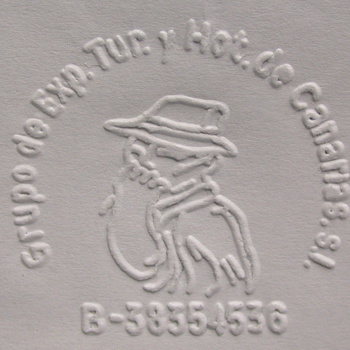 Grupo de Exp. Tur. y Hot. de Canarias. s.l.
B-38354536